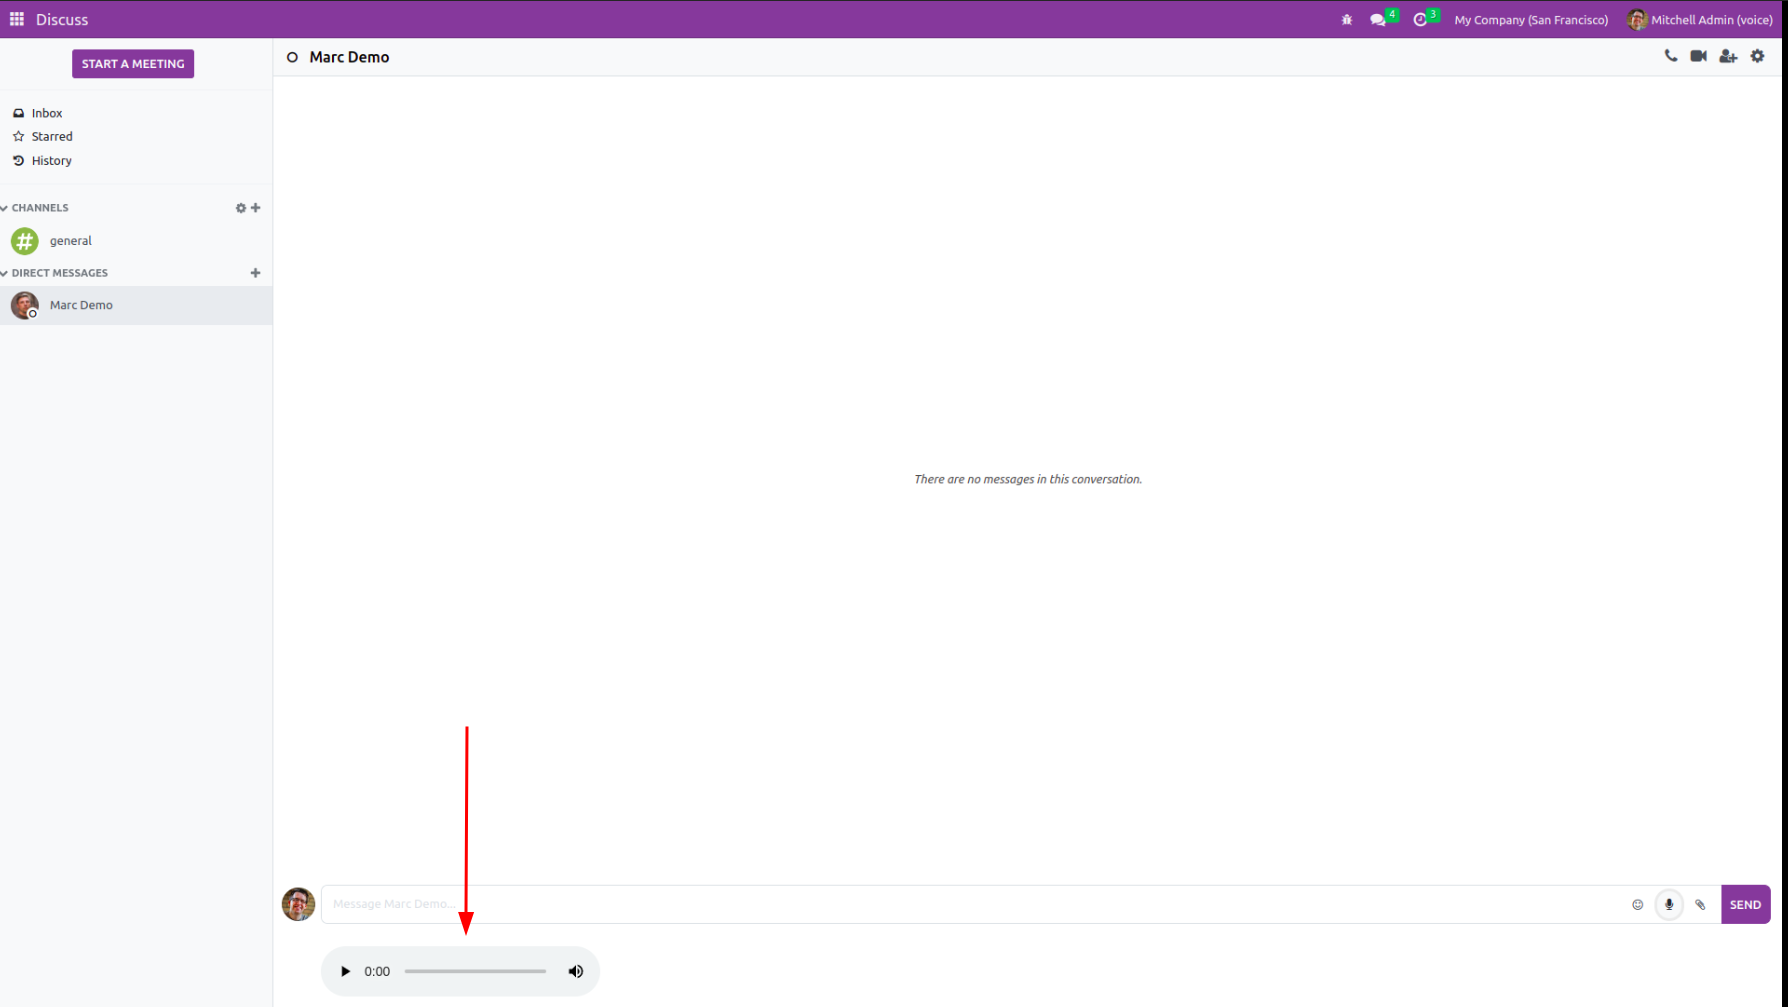 Discuss
4
3
My Company (San Francisco)
Mitchell Admin (voice)
START A MEETING
Marc Demo
Inbox
Starred
History
CHANNELS
general
DIRECT MESSAGES
Marc Demo
There are no messages in this conversation.
Message Marc Demo...
SEND
0:00